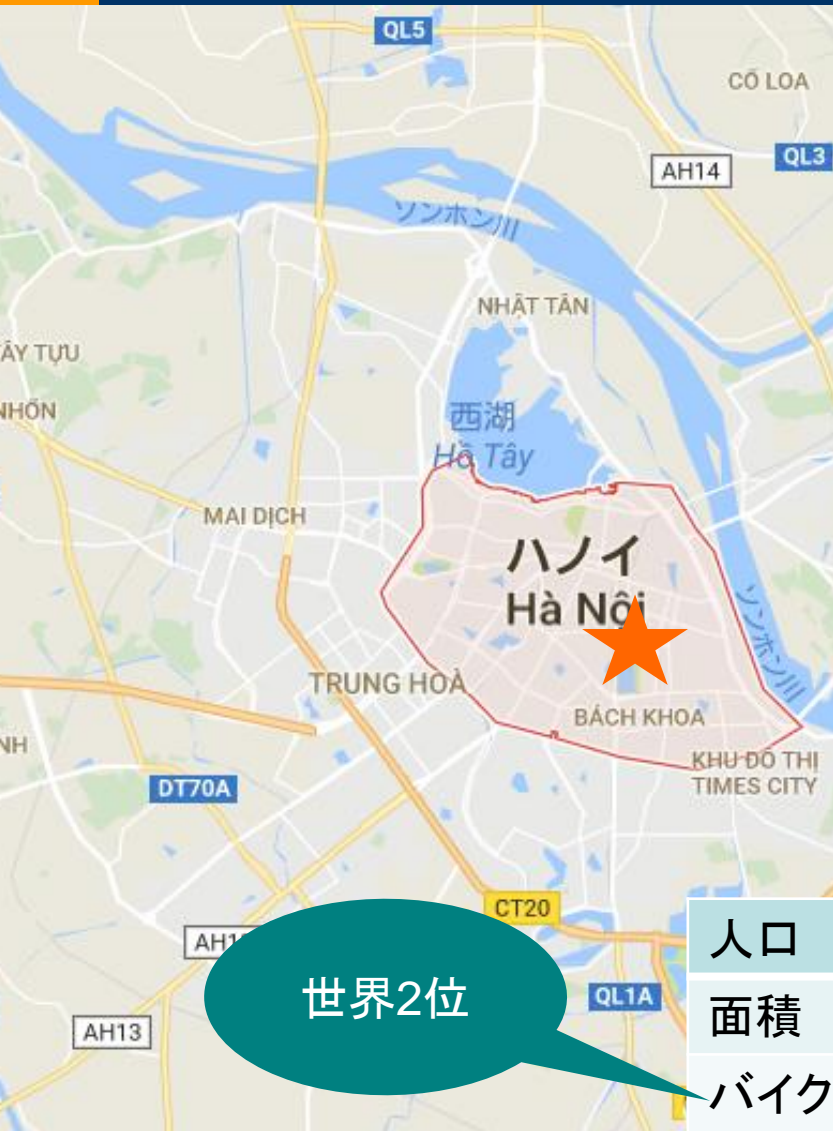 QL5
CỔ LOA
QL3
AH14
ソンホン川
NHẬT TÂN
ÂY TỰU
NHỔN
西湖
Hồ Tây
MAI DỊCH
ハノイ
Hà Nội
ソンホン川
TRUNG HOÀ
BÁCH KHOA
NH
KHU ĐÔ THỊ
TIMES CITY
DT70A
CT20
人口
世界2位
QL1A
面積
AH13
バイク